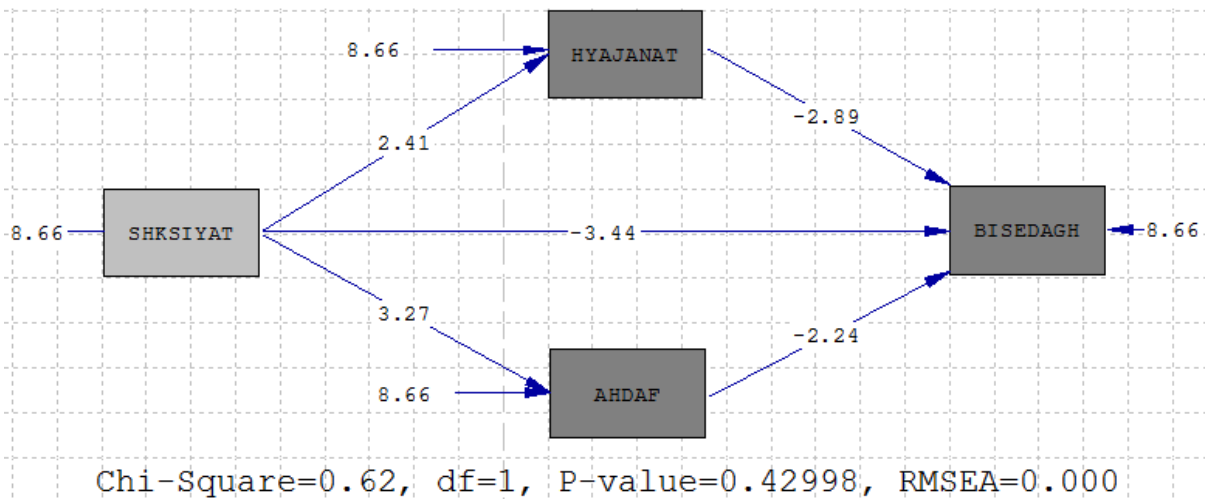 8.66
HYAJANAT
-2.89
2.41
8.66
SHKSIYAT
-3.44
BISEDAGH
8.66
3.27
-2.24
8.66
AHDAF
Chi-Square=0.62, df=1, P-value=0.42998, RMSEA=0.000